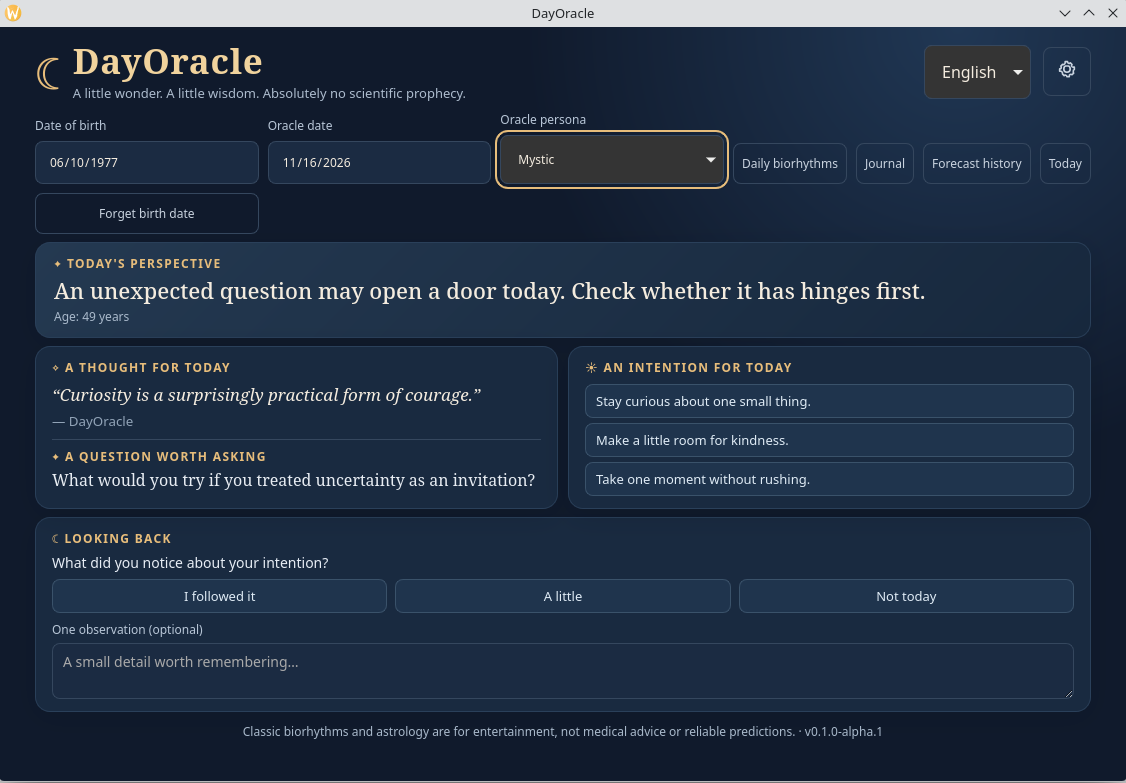 DayOracle
DayOracle
A little wonder. A little wisdom. Absolutely no scientific prophecy.
English
Date of birth
Oracle date
Oracle persona
06/10/1977
11/16/2026
Mystic
Daily biorhythms
Journal
Forecast history
Today
Forget birth date
✦ TODAY'S PERSPECTIVE
An unexpected question may open a door today. Check whether it has hinges first.
Age: 49 years
✧ A THOUGHT FOR TODAY
“Curiosity is a surprisingly practical form of courage.”
— DayOracle
✦ A QUESTION WORTH ASKING
What would you try if you treated uncertainty as an invitation?
☀ AN INTENTION FOR TODAY
Stay curious about one small thing.
Make a little room for kindness.
Take one moment without rushing.
☾ LOOKING BACK
What did you notice about your intention?
I followed it
A little
Not today
One observation (optional)
A small detail worth remembering...
Classic biorhythms and astrology are for entertainment, not medical advice or reliable predictions. · v0.1.0-alpha.1